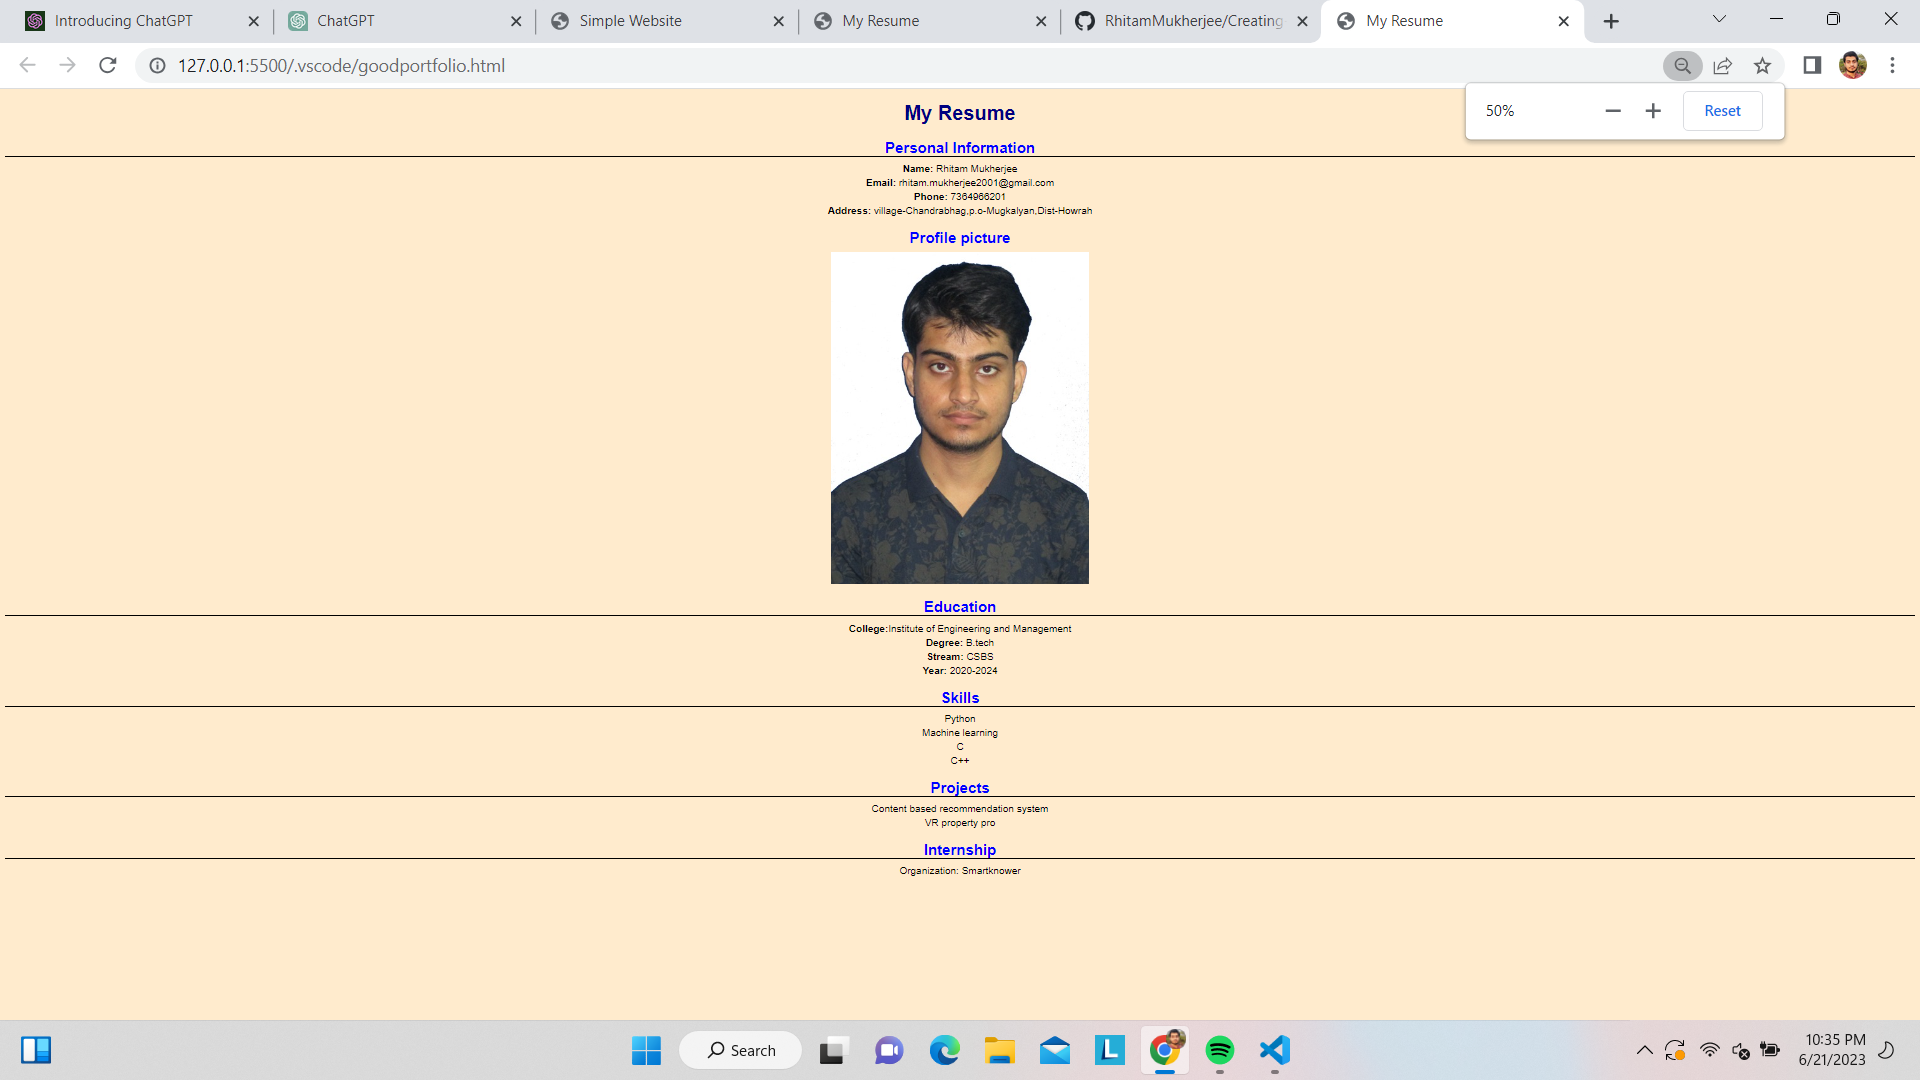 Introducing ChatGPT
ChatGPT
Simple Website
My Resume
RhitamMukherjee/Creating
My Resume
127.0.0.1:5500/.vscode/goodportfolio.html
50%
Reset
My Resume
Personal Information
Name: Rhitam Mukherjee
Email: rhitam.mukherjee2001@gmail.com
Phone: 7364966201
Address: village-Chandrabhag,p.o-Mugkalyan,Dist-Howrah
Profile picture
Education
College:Institute of Engineering and Management
Degree: B.tech
Stream: CSBS
Year: 2020-2024
Skills
Python
Machine learning
C
C++
Projects
Content based recommendation system
VR property pro
Internship
Organization: Smartknower
Search
L
10:35 PM
6/21/2023